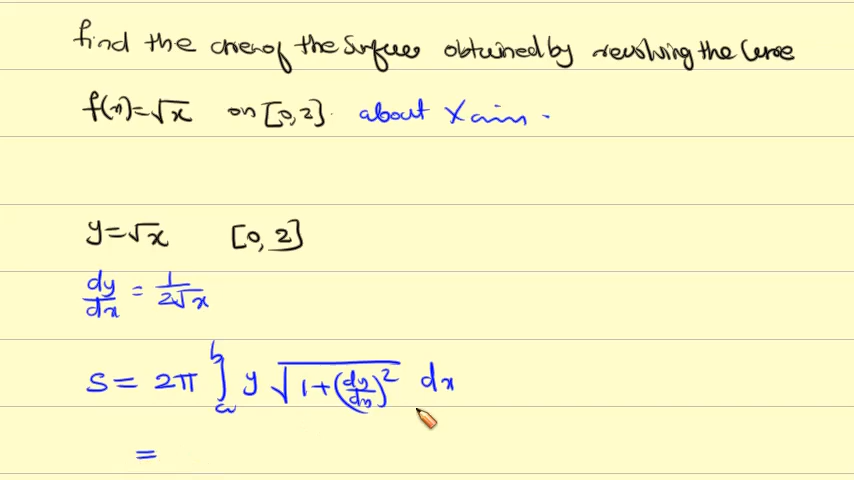 find the area of the surface obtained by revolving the curve
f(x)=√x on [0,2]. about X axis.
y=√x [0,2]
dy/dx = 1/2√x
S = 2π ∫_a^b y √(1+(dy/dx)^2) dx
=